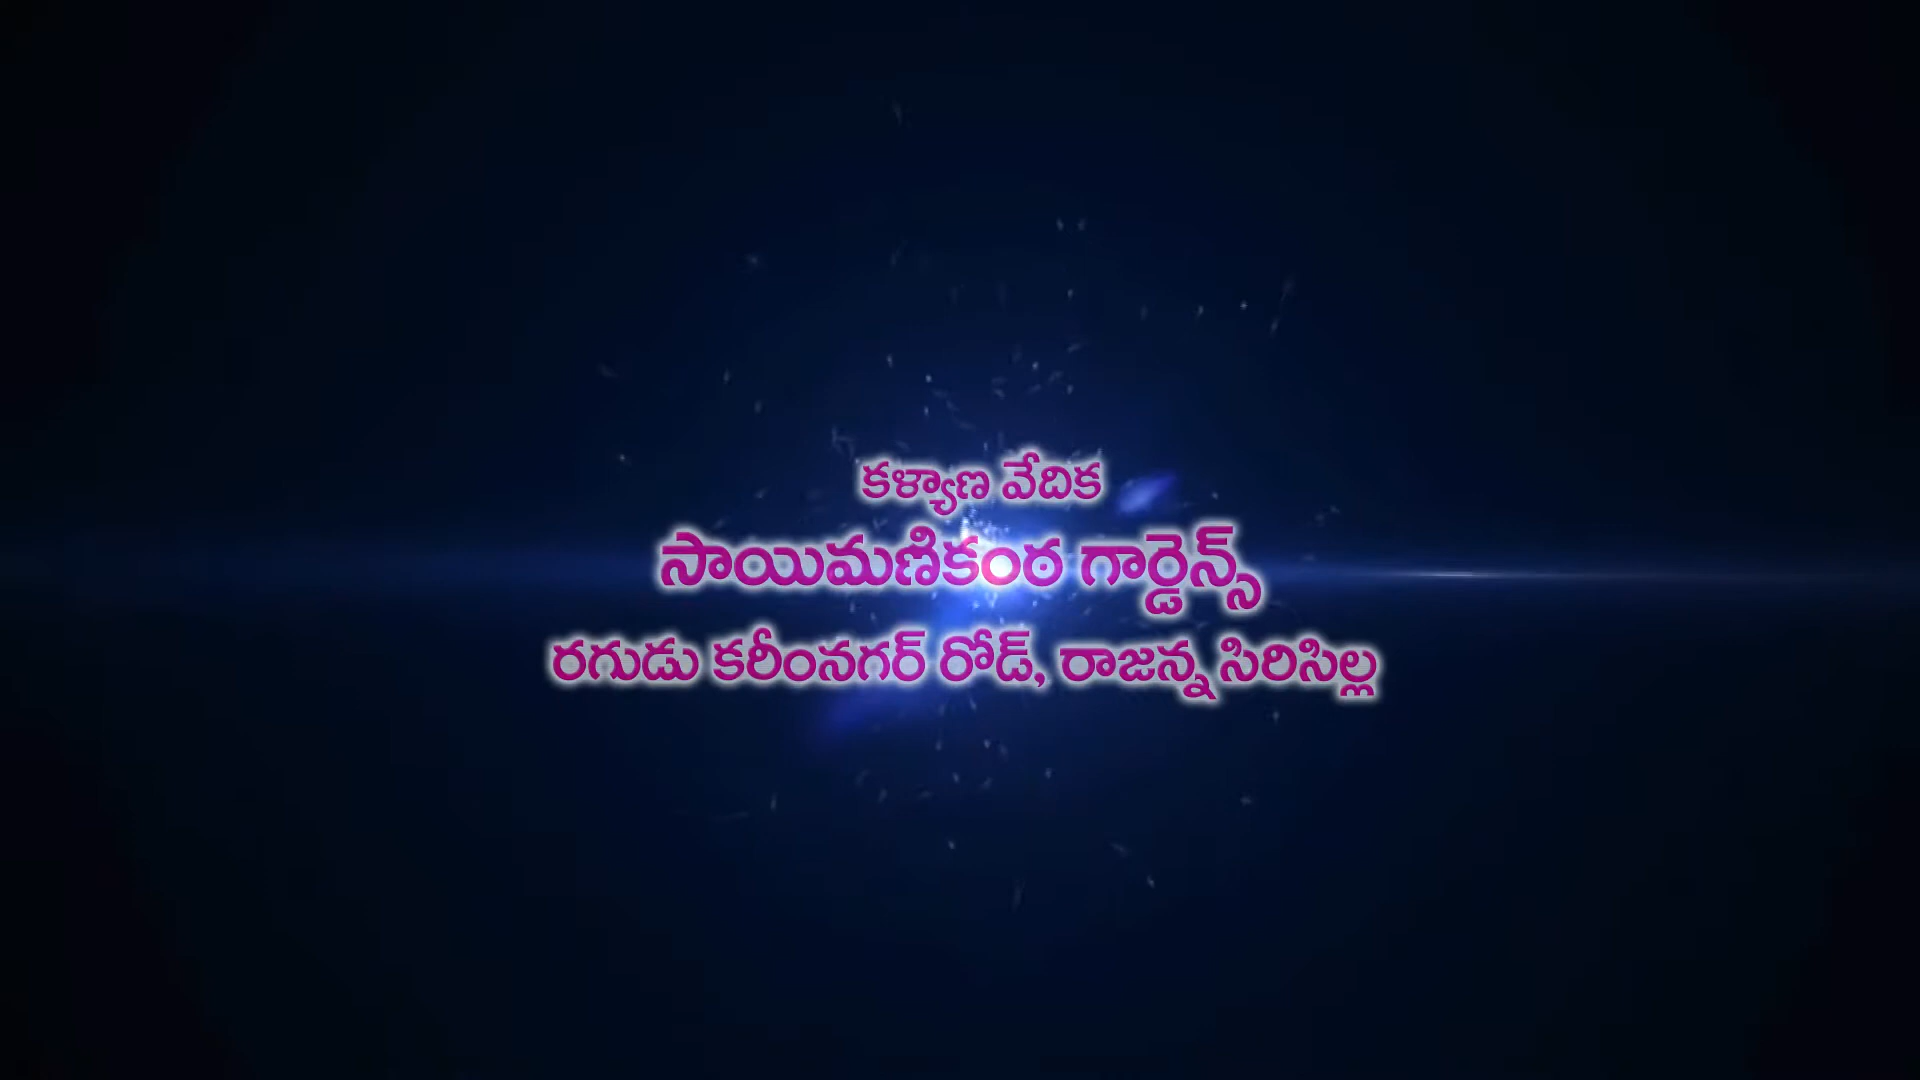 కళ్యాణ వేదిక
సాయిమణికంఠ గార్డెన్స్
రగుడు కరీంనగర్ రోడ్, రాజన్న సిరిసిల్ల